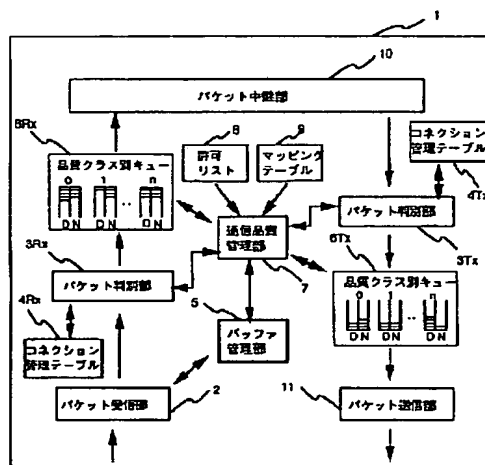 1
10
パケット中継部
6Rx
8
9
許可
リスト
マッピング
テーブル
コネクション
管理テーブル
4Tx
品質クラス別キュー
0 1 n
D N D N D N
通信品質
管理部
7
パケット判別部
3Tx
6Tx
3Rx
パケット判別部
品質クラス別キュー
0 1 n
D N D N D N
5
バッファ
管理部
4Rx
コネクション
管理テーブル
パケット受信部
2
11
パケット送信部